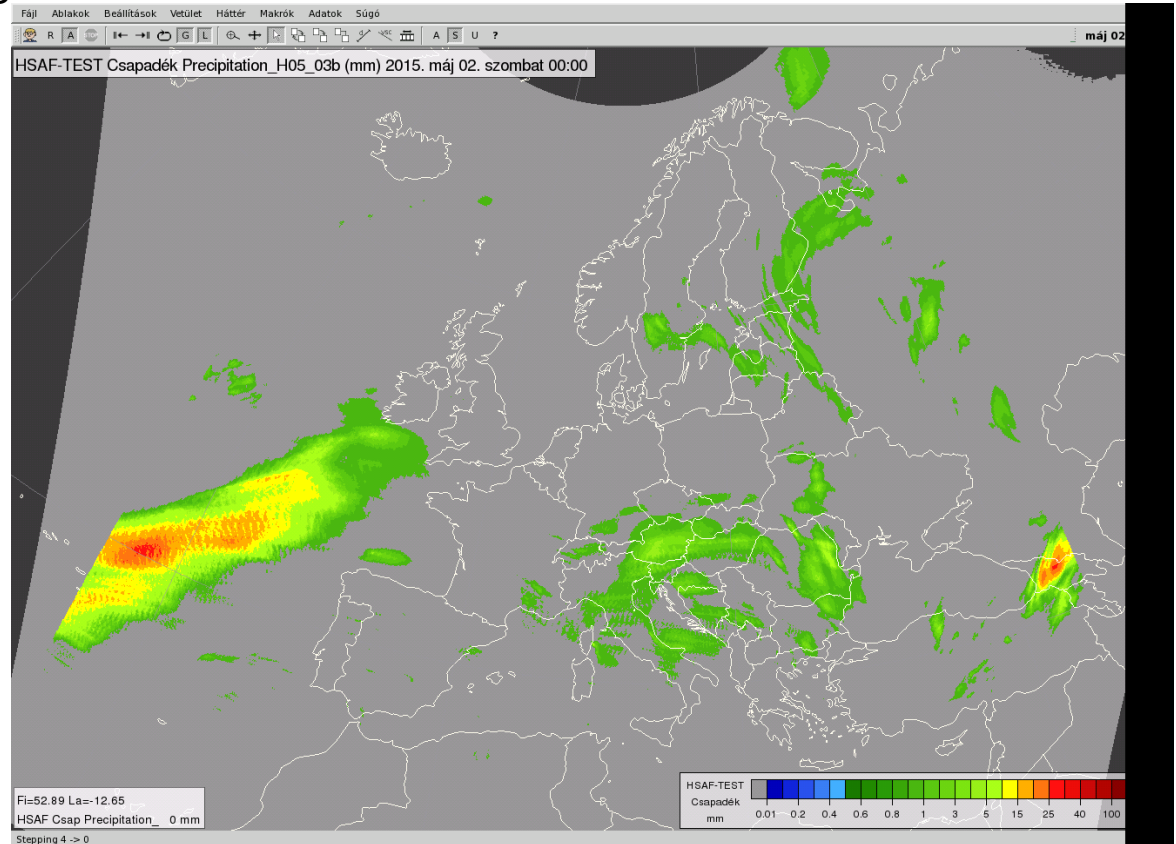 Fájl Ablakok Beállítások Vetület Háttér Makrók Adatok Súgó
R A G L A S U ? máj 02
HSAF-TEST Csapadék Precipitation_H05_03b (mm) 2015. máj 02. szombat 00:00
Fi=52.89 La=-12.65
HSAF Csap Precipitation_ 0 mm
HSAF-TEST
Csapadék
mm
0.01 0.2 0.4 0.6 0.8 1 3 5 15 25 40 100
Stepping 4 -> 0